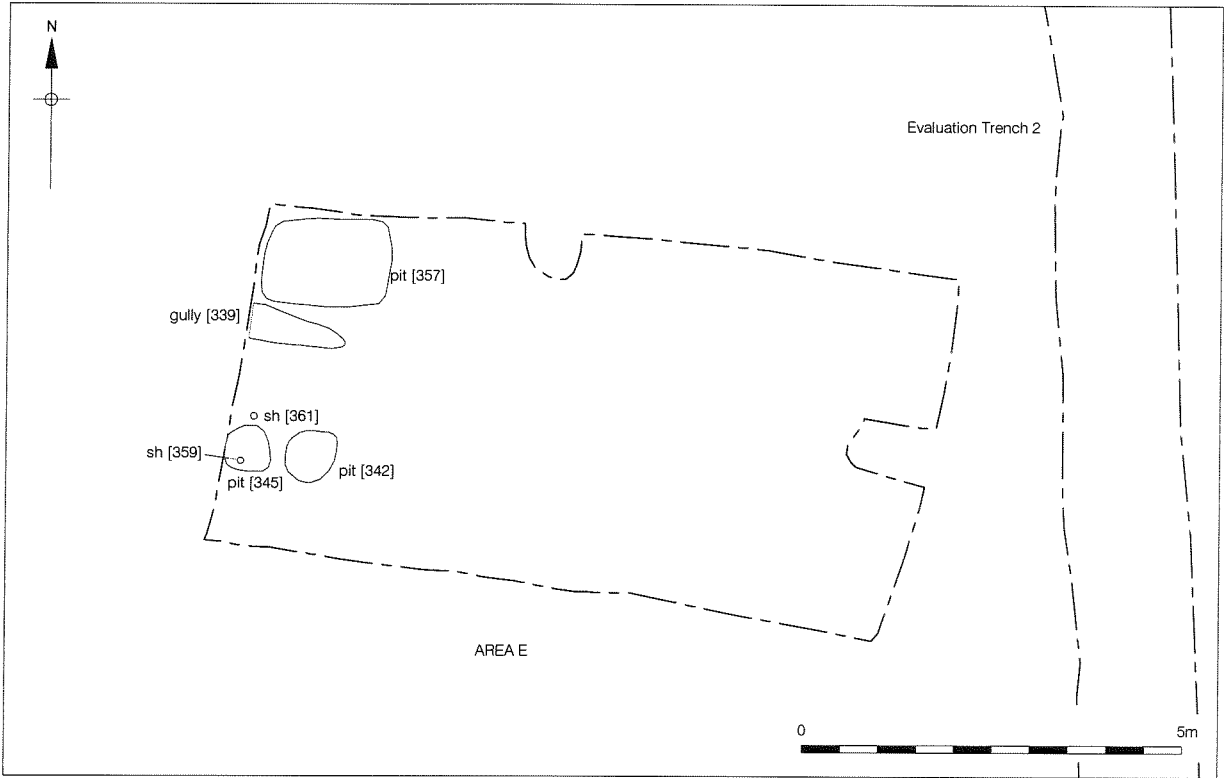 N
Evaluation Trench 2
pit [357]
gully [339]
sh [361]
sh [359]
pit [342]
pit [345]
AREA E
0
5m